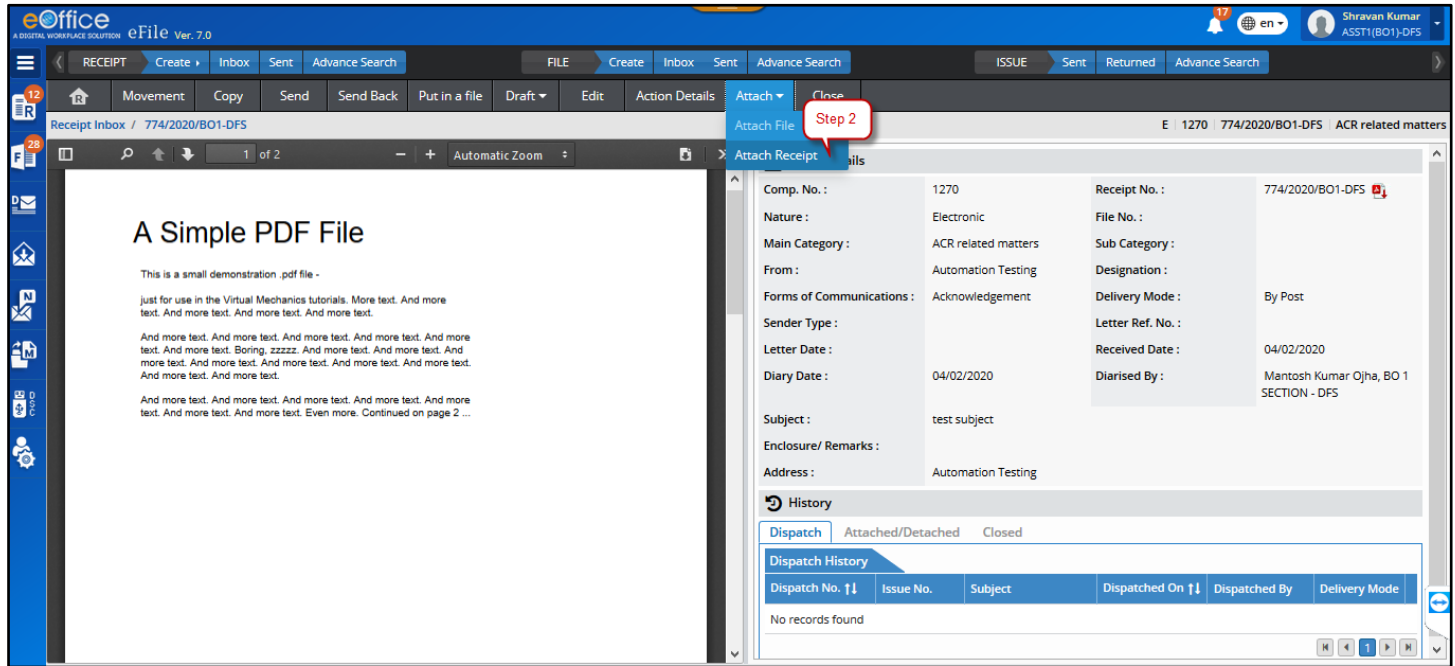 eOffice
A DIGITAL WORKPLACE SOLUTION eFile Ver. 7.0
17
en
Shravan Kumar
ASST1(BO1)-DFS
RECEIPT Create Inbox Sent Advance Search FILE Create Inbox Sent Advance Search ISSUE Sent Returned Advance Search
12
R
R Movement Copy Send Send Back Put in a file Draft Edit Action Details Attach Close
Receipt Inbox / 774/2020/BO1-DFS
Attach File
Attach Receipt
Step 2
E 1270 774/2020/BO1-DFS ACR related matters
28
F
1 of 2 Automatic Zoom
ails
D
N
M
DSC
A Simple PDF File
This is a small demonstration .pdf file -
just for use in the Virtual Mechanics tutorials. More text. And more
text. And more text. And more text. And more text.
And more text. And more text. And more text. And more text. And more
text. And more text. Boring, zzzzz. And more text. And more text. And
more text. And more text. And more text. And more text. And more text.
And more text. And more text.
And more text. And more text. And more text. And more text. And more
text. And more text. And more text. Even more. Continued on page 2 ...
Comp. No. : 1270 Receipt No. : 774/2020/BO1-DFS
Nature : Electronic File No. :
Main Category : ACR related matters Sub Category :
From : Automation Testing Designation :
Forms of Communications : Acknowledgement Delivery Mode : By Post
Sender Type : Letter Ref. No. :
Letter Date : Received Date : 04/02/2020
Diary Date : 04/02/2020 Diarised By : Mantosh Kumar Ojha, BO 1
SECTION - DFS
Subject : test subject
Enclosure/ Remarks :
Address : Automation Testing
History
Dispatch Attached/Detached Closed
Dispatch History
Dispatch No. Issue No. Subject Dispatched On Dispatched By Delivery Mode
No records found
1